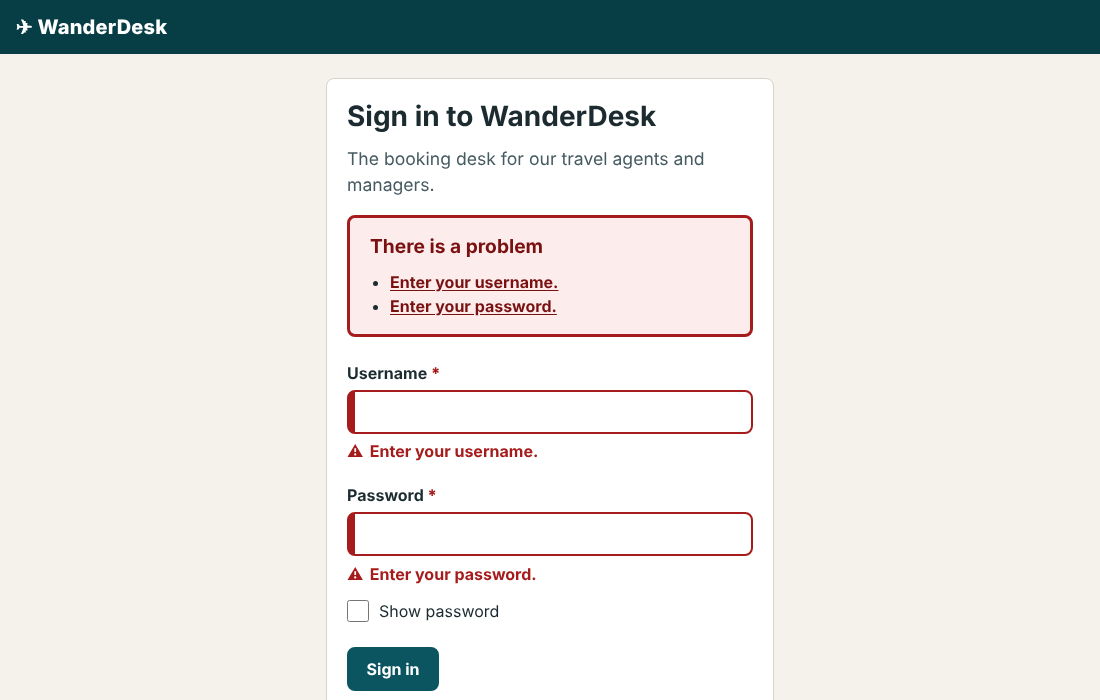 ✈ WanderDesk
Sign in to WanderDesk
The booking desk for our travel agents and
managers.
There is a problem
• Enter your username.
• Enter your password.
Username *
⚠ Enter your username.
Password *
⚠ Enter your password.
Show password
Sign in